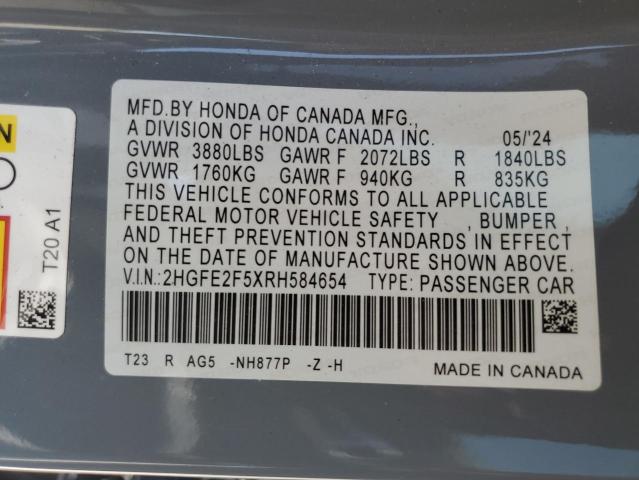 MFD.BY HONDA OF CANADA MFG.,
A DIVISION OF HONDA CANADA INC. 05/'24
GVWR 3880LBS GAWR F 2072LBS R 1840LBS
GVWR 1760KG GAWR F 940KG R 835KG
THIS VEHICLE CONFORMS TO ALL APPLICABLE
FEDERAL MOTOR VEHICLE SAFETY , BUMPER ,
AND THEFT PREVENTION STANDARDS IN EFFECT
ON THE DATE OF MANUFACTURE SHOWN ABOVE.
V.I.N.: 2HGFE2F5XRH584654 TYPE: PASSENGER CAR
T23 R AG5 -NH877P -Z -H
MADE IN CANADA
T20 A1